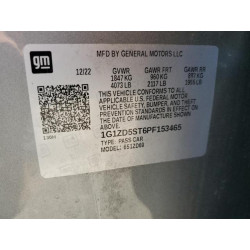 gm
MFD BY GENERAL MOTORS LLC
12/22 GVWR GAWR FRT GAWR RR
1847 KG 960 KG 891 KG
4073 LB 2117 LB
THIS VEHICLE CONFORMS TO ALL
APPLICABLE U.S. FEDERAL MOTOR
VEHICLE SAFETY, BUMPER, AND
THEFT PREVENTION STANDARDS
IN EFFECT ON THE DATE OF
MANUFACTURE SHOWN ABOVE.
1G1ZD5ST6PF153465
TYPE: PASS CAR
MODEL: